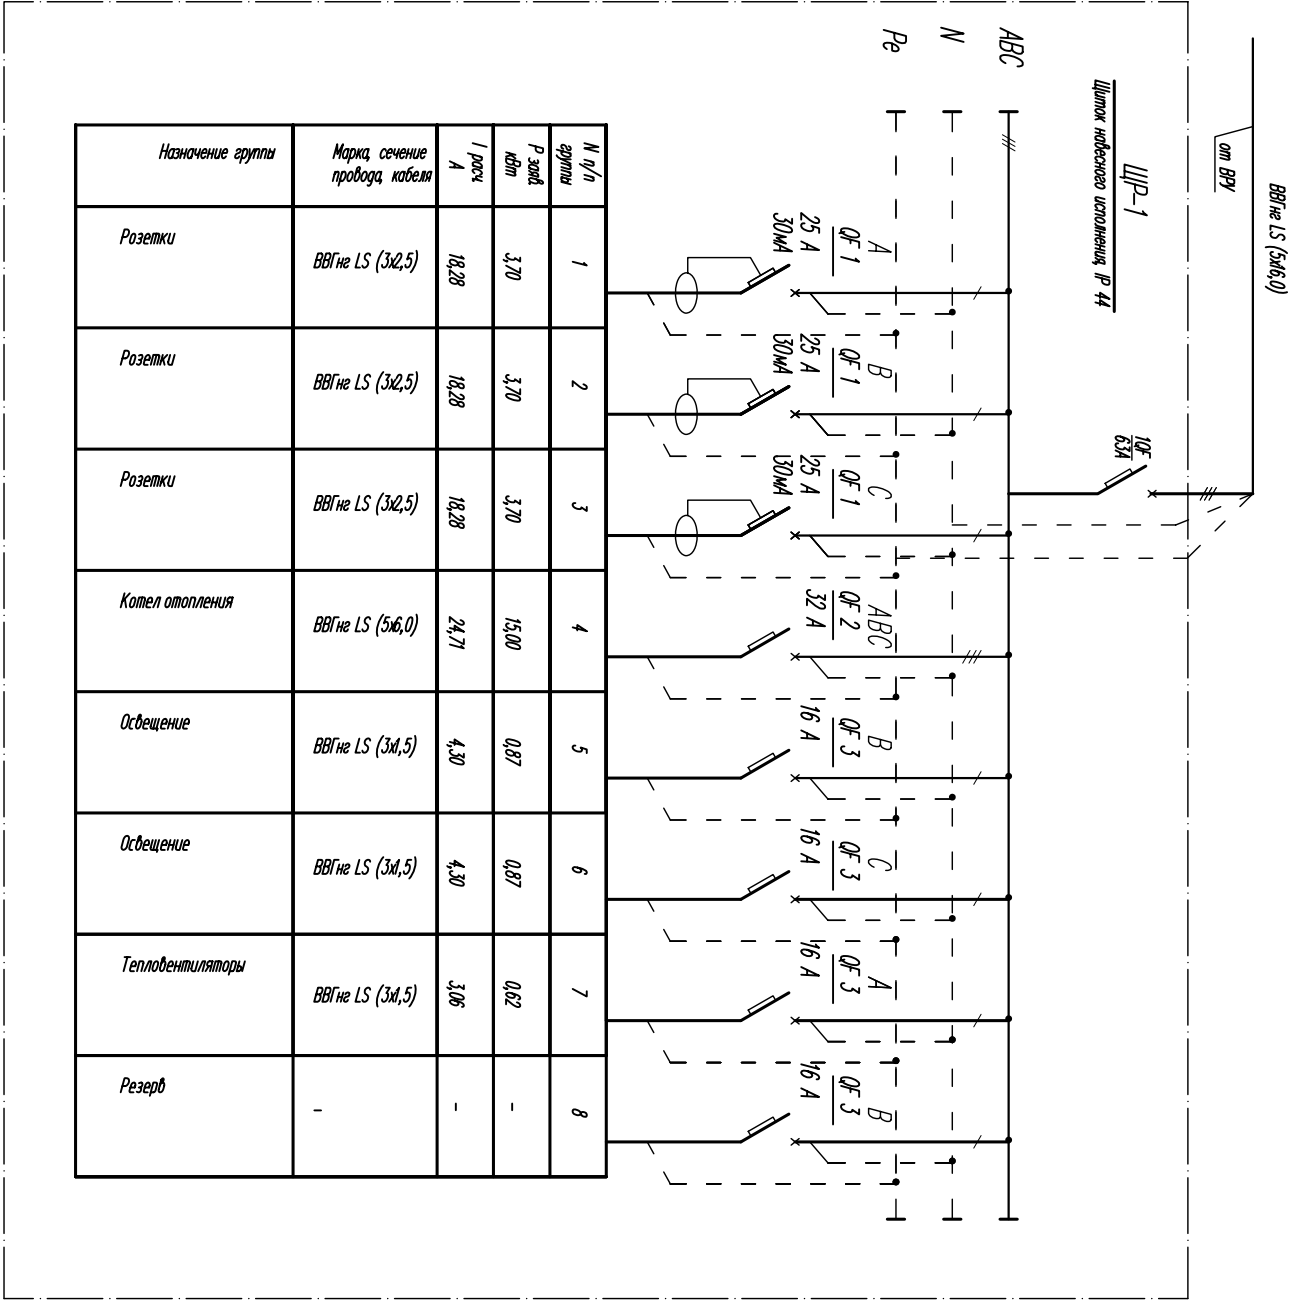 ВВГнг LS (5х16,0)
от ВРУ
ЩР-1
Щиток навесного исполнения, IP 44
1QF
63А
ABC
N
Pe
A
QF 1
25 А
30мА
B
QF 1
25 А
30мА
C
QF 1
25 А
30мА
ABC
QF 2
32 А
B
QF 3
16 А
C
QF 3
16 А
A
QF 3
16 А
B
QF 3
16 А
N п/п
группы
1
2
3
4
5
6
7
8
Р заяв.
кВт
3,70
3,70
3,70
15,00
0,87
0,87
0,62
-
I расч.
А
18,28
18,28
18,28
24,71
4,30
4,30
3,06
-
Марка, сечение
провода, кабеля
ВВГнг LS (3х2,5)
ВВГнг LS (3х2,5)
ВВГнг LS (3х2,5)
ВВГнг LS (5х6,0)
ВВГнг LS (3х1,5)
ВВГнг LS (3х1,5)
ВВГнг LS (3х1,5)
-
Назначение группы
Розетки
Розетки
Розетки
Котел отопления
Освещение
Освещение
Тепловентиляторы
Резерв